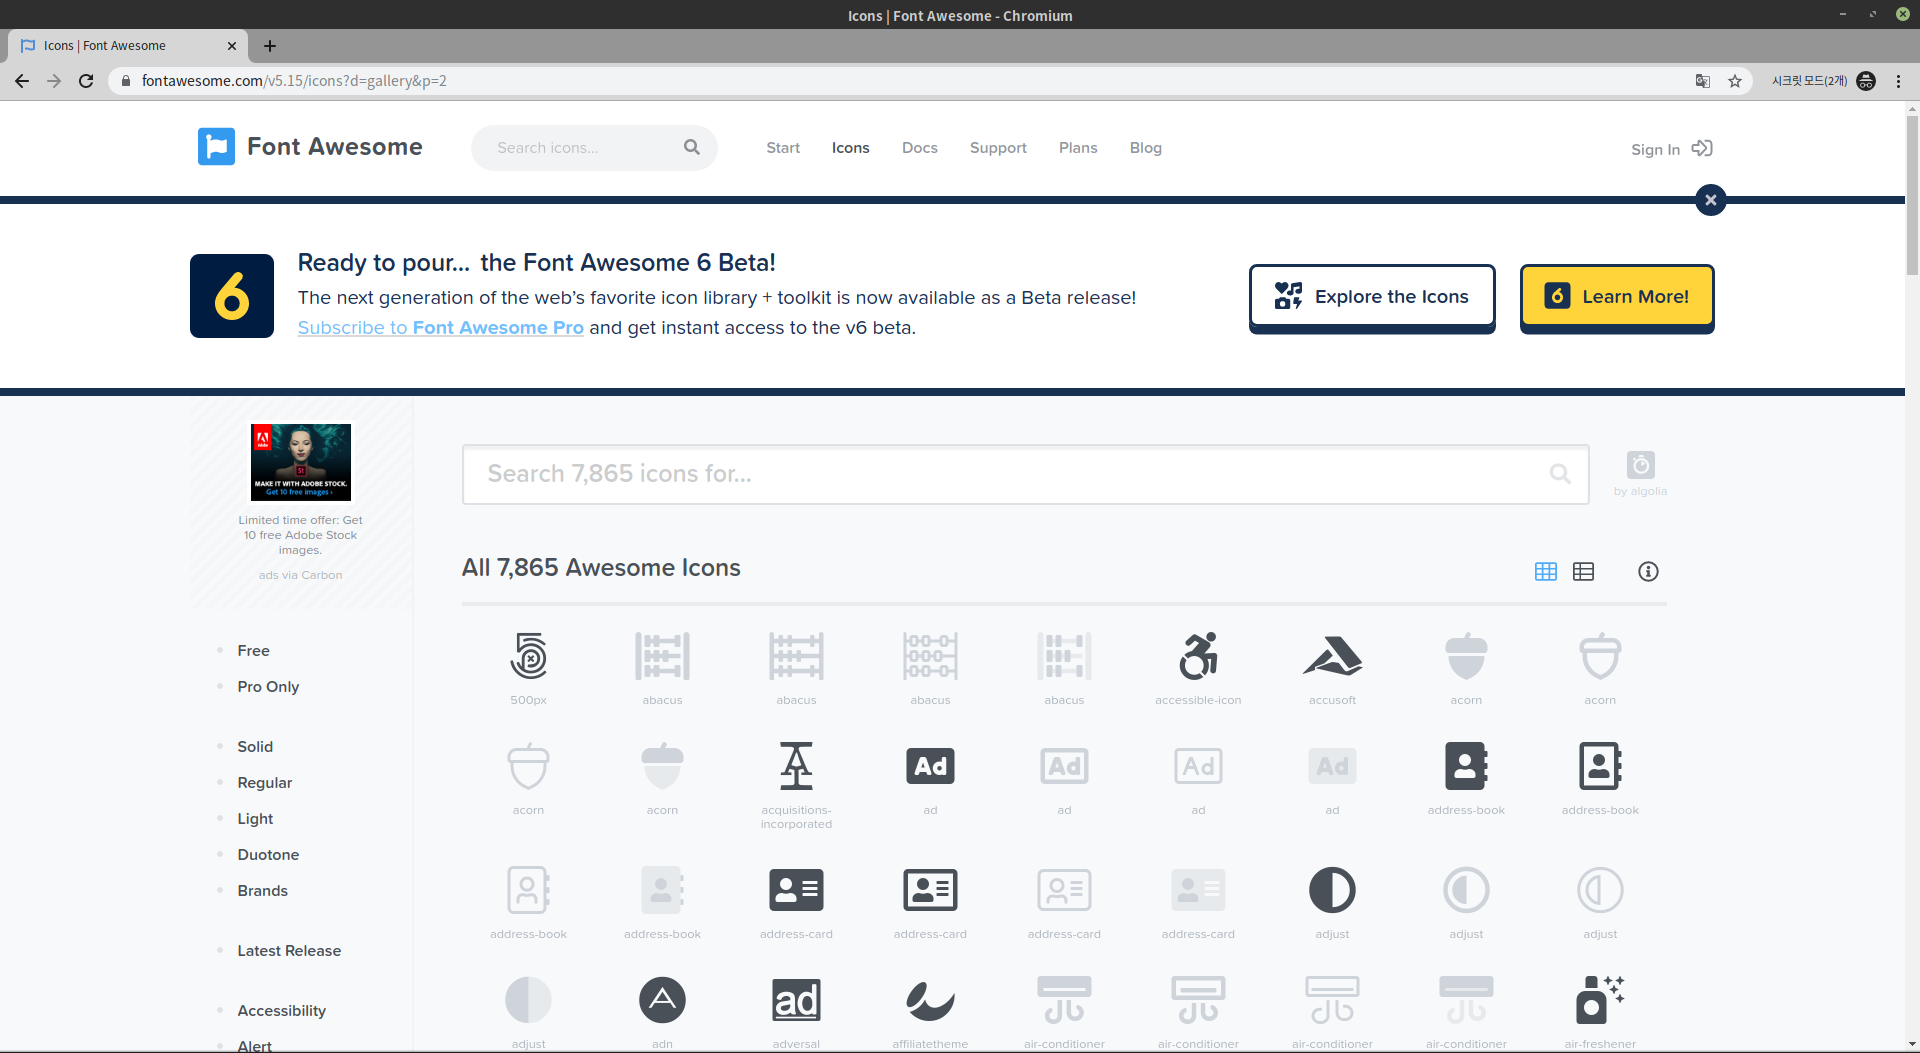 Icons | Font Awesome - Chromium
Icons | Font Awesome
fontawesome.com/v5.15/icons?d=gallery&p=2
시크릿 모드(2개)
Font Awesome
Search icons...
Start
Icons
Docs
Support
Plans
Blog
Sign In
6
Ready to pour... the Font Awesome 6 Beta!
The next generation of the web's favorite icon library + toolkit is now available as a Beta release!
Subscribe to Font Awesome Pro and get instant access to the v6 beta.
Explore the Icons
6
Learn More!
Adobe
St
MAKE IT WITH ADOBE STOCK.
Get 10 free images ›
Limited time offer: Get
10 free Adobe Stock
images.
ads via Carbon
Search 7,865 icons for...
by algolia
All 7,865 Awesome Icons
Free
Pro Only
Solid
Regular
Light
Duotone
Brands
Latest Release
Accessibility
Alert
5
500px
abacus
abacus
abacus
abacus
accessible-icon
accusoft
acorn
acorn
acorn
acorn
A
acquisitions-
incorporated
Ad
ad
Ad
ad
Ad
ad
Ad
ad
address-book
address-book
address-book
address-book
address-card
address-card
address-card
address-card
adjust
adjust
adjust
adjust
adn
ad
adversal
affiliatetheme
air-conditioner
air-conditioner
air-conditioner
air-conditioner
air-freshener